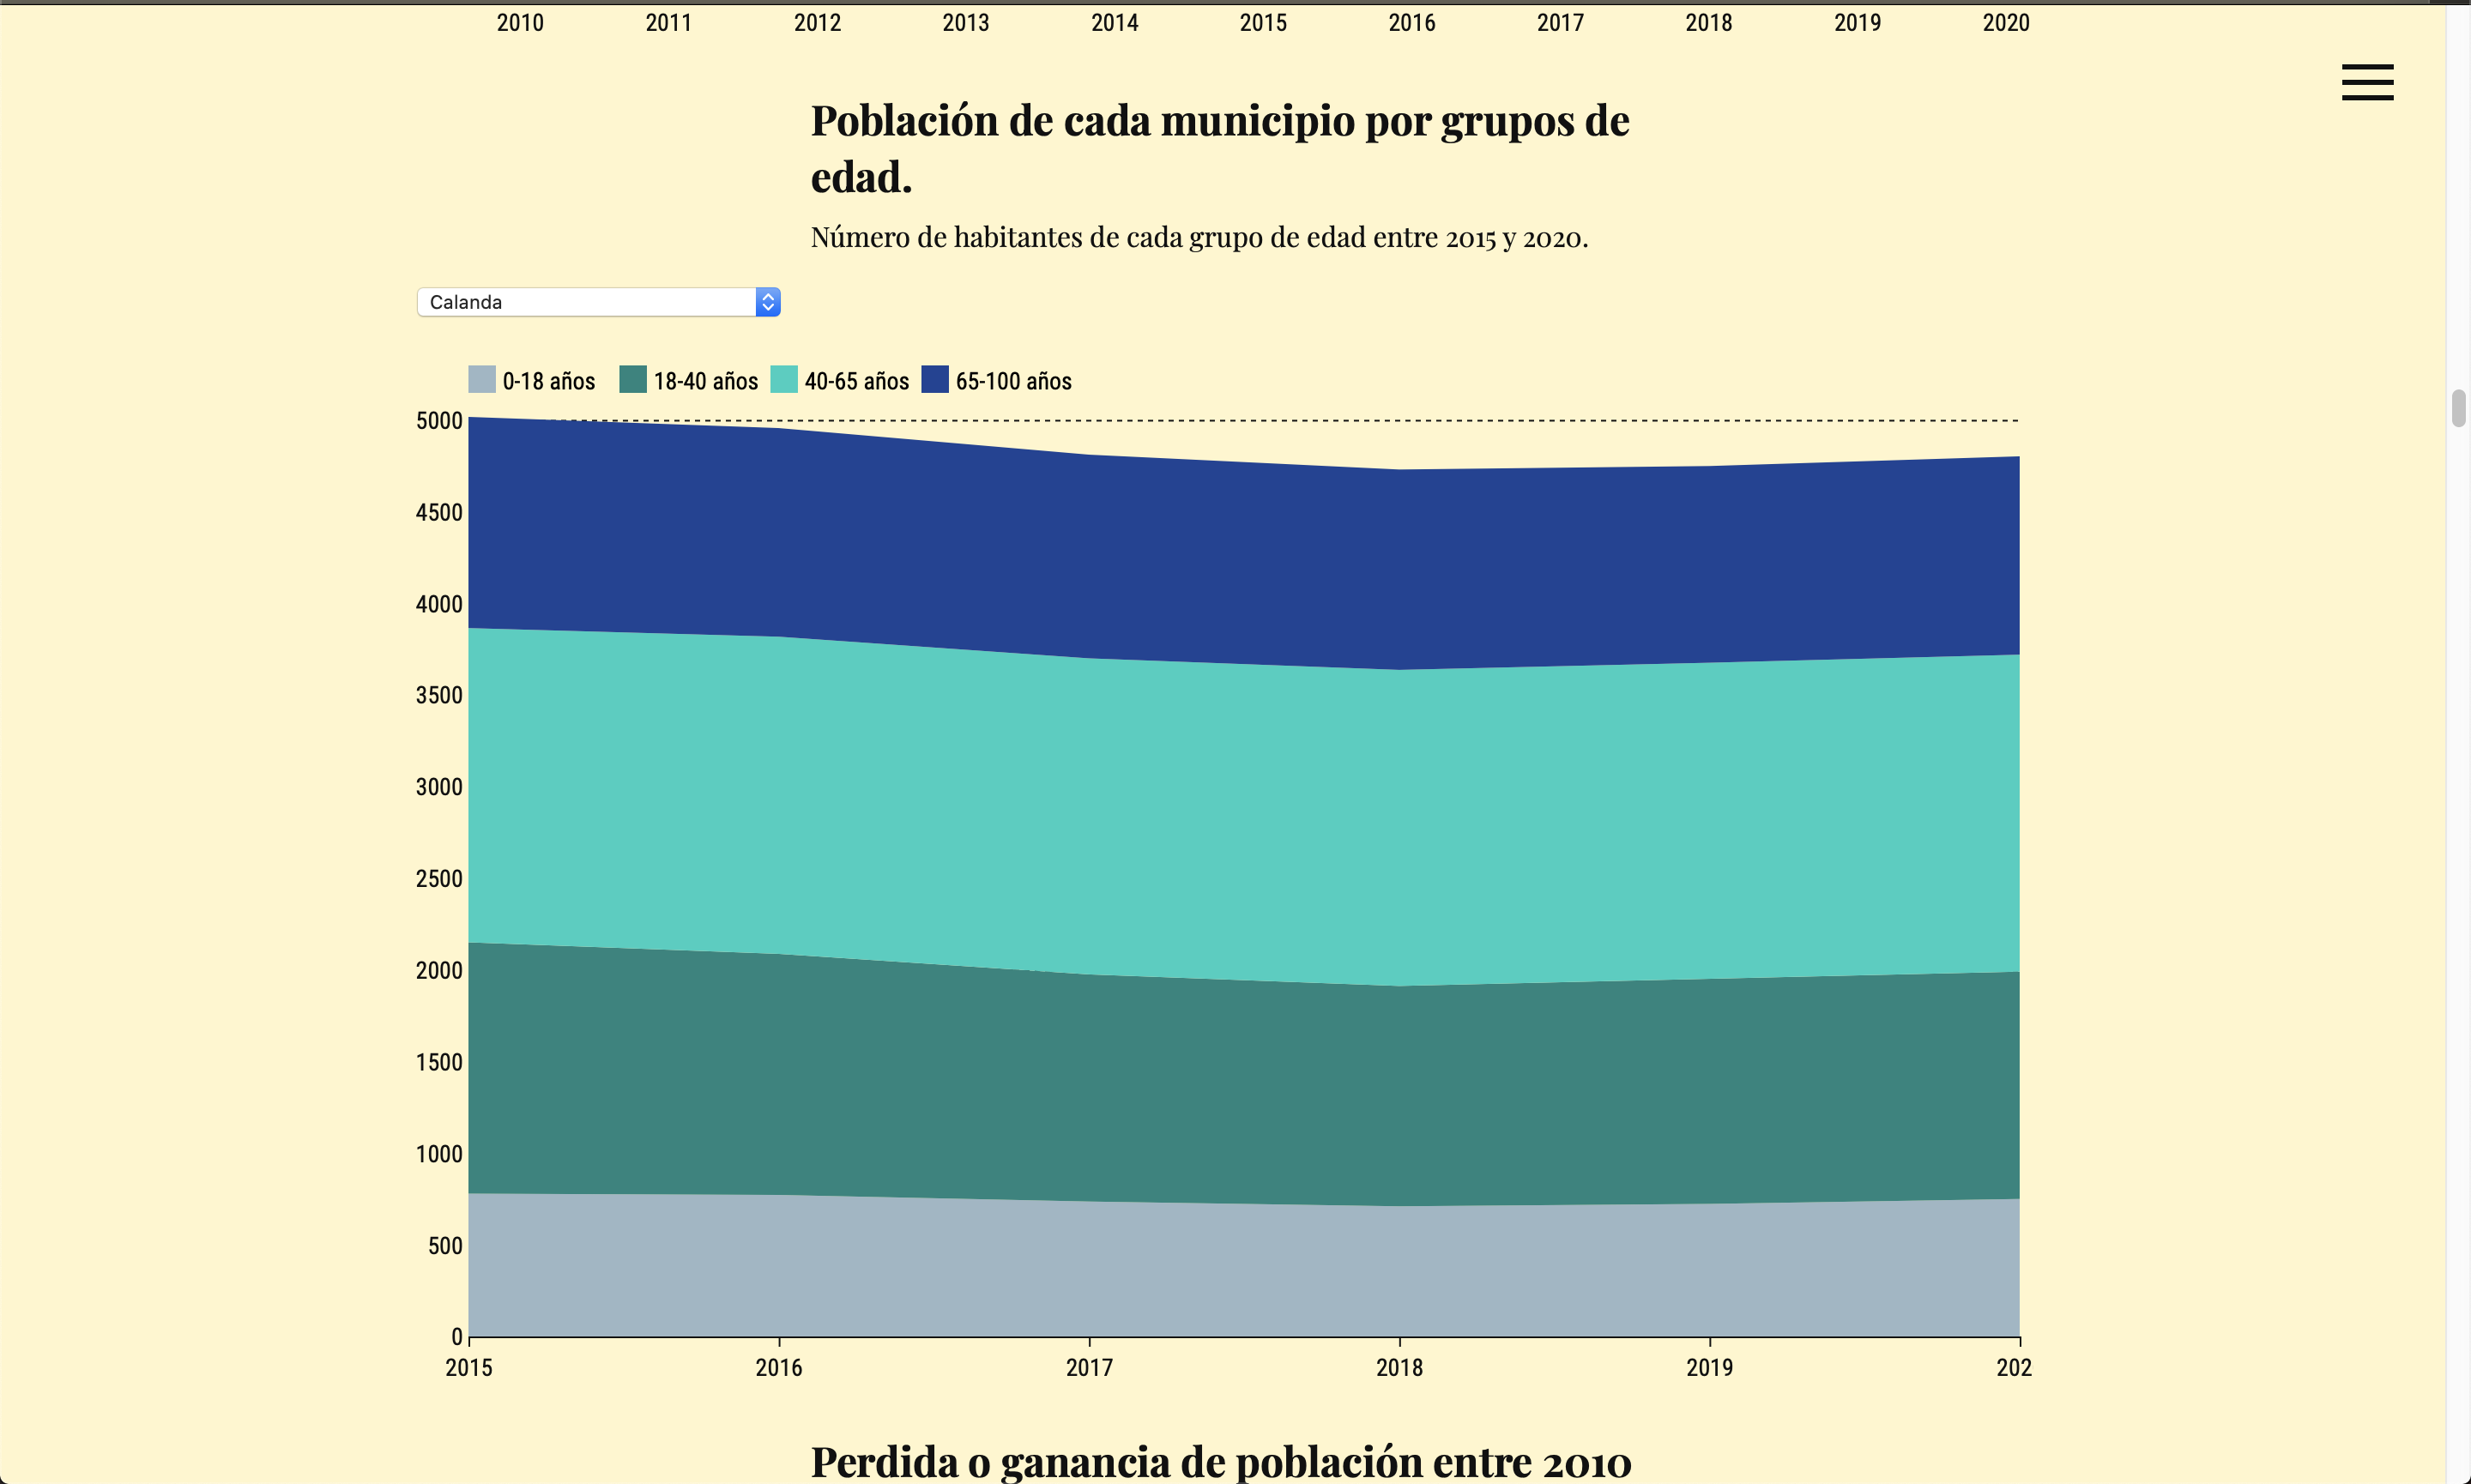 2010 2011 2012 2013 2014 2015 2016 2017 2018 2019 2020
Población de cada municipio por grupos de
edad.
Número de habitantes de cada grupo de edad entre 2015 y 2020.
Calanda
0-18 años 18-40 años 40-65 años 65-100 años
5000
4500
4000
3500
3000
2500
2000
1500
1000
500
0
2015 2016 2017 2018 2019 202
Perdida o ganancia de población entre 2010